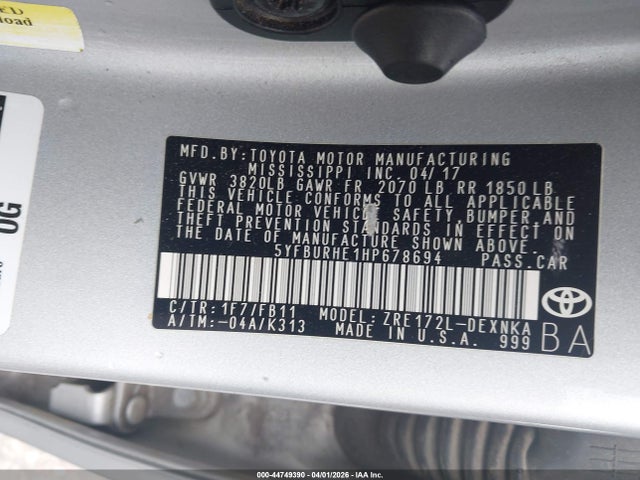 load
OG
MFD.BY:TOYOTA MOTOR MANUFACTURING
MISSISSIPPI INC. 04/17
GVWR 3820LB GAWR FR 2070 LB RR 1850 LB
THIS VEHICLE CONFORMS TO ALL APPLICABLE
FEDERAL MOTOR VEHICLE SAFETY, BUMPER, AND
THEFT PREVENTION STANDARDS IN EFFECT ON
THE DATE OF MANUFACTURE SHOWN ABOVE.
5YFBURHE1HP678694 PASS.CAR
C/TR:1F7/FB11 MODEL:ZRE172L-DEXNKA
A/TM:-04A/K313 MADE IN U.S.A. 999
BA
000-44749390 - 04/01/2026 - IAA Inc.